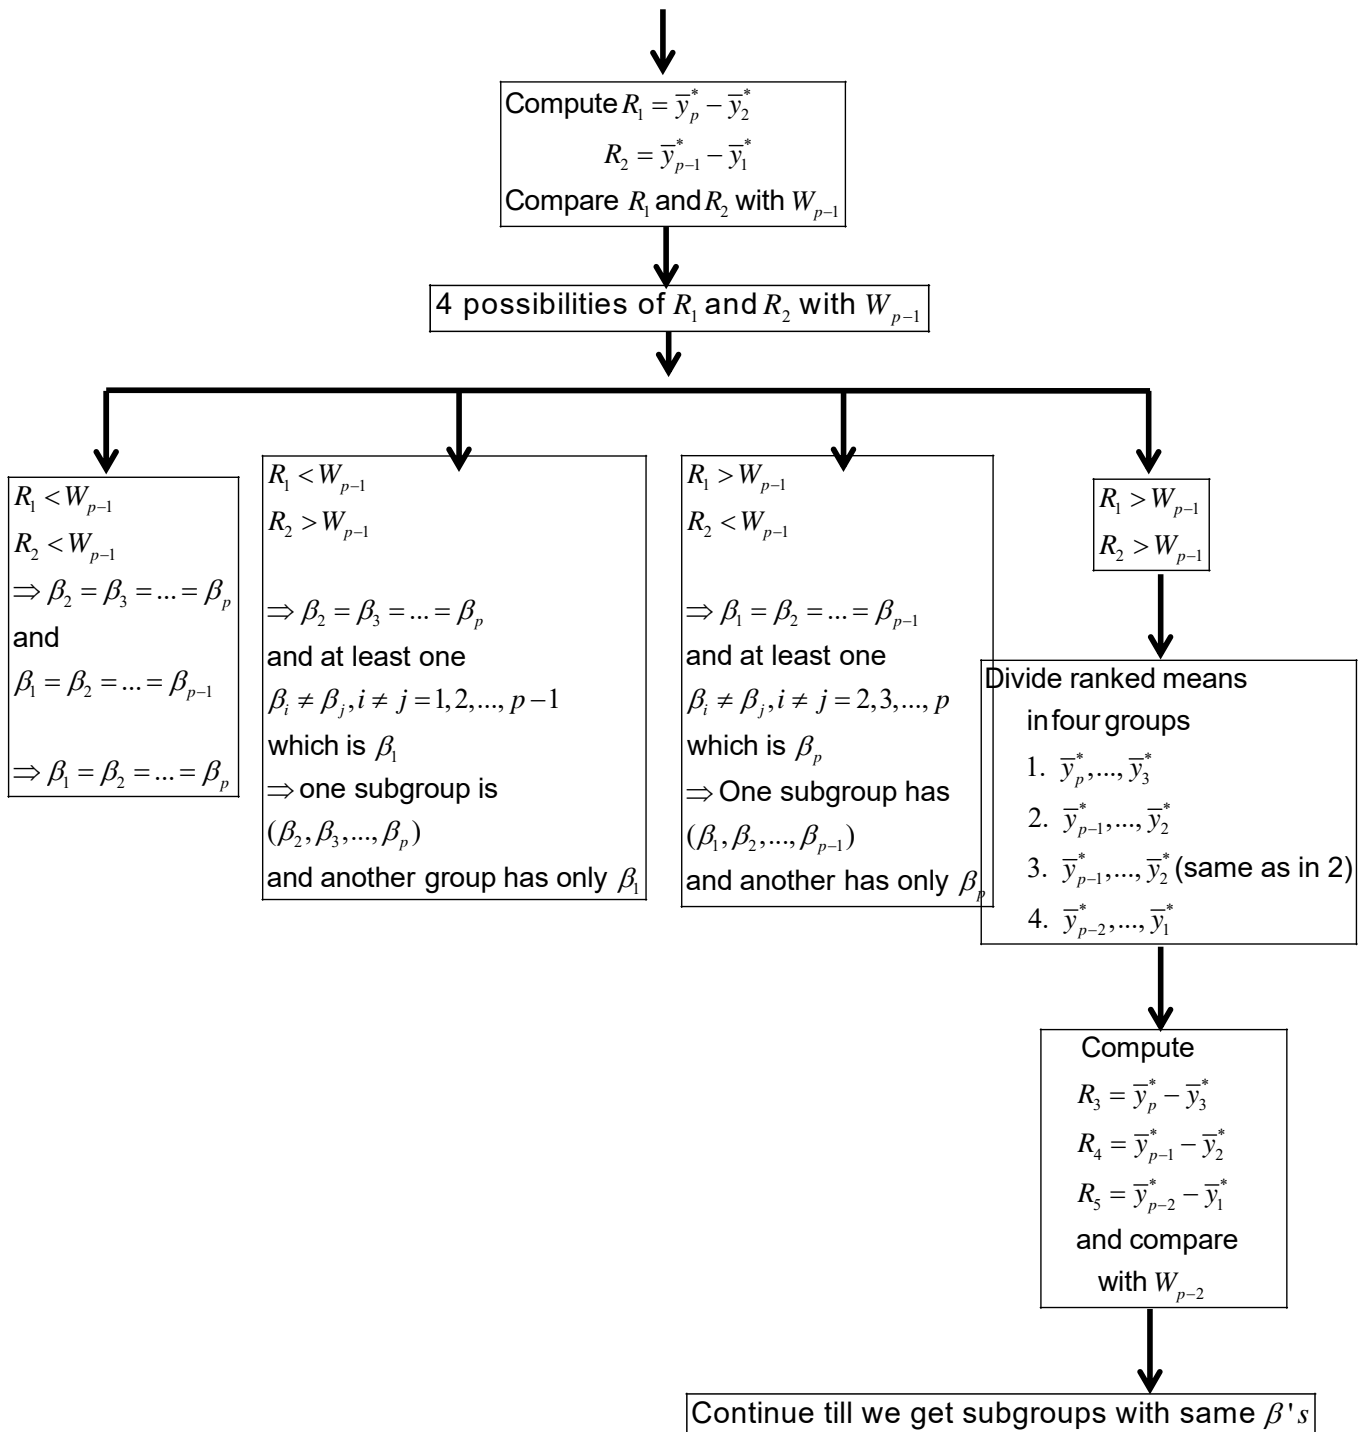 Compute R₁ = ȳ*ₚ − ȳ*₂
R₂ = ȳ*ₚ₋₁ − ȳ*₁
Compare R₁ and R₂ with Wₚ₋₁
4 possibilities of R₁ and R₂ with Wₚ₋₁
R₁ < Wₚ₋₁
R₂ < Wₚ₋₁
⇒ β₂ = β₃ = ... = βₚ
and
β₁ = β₂ = ... = βₚ₋₁
⇒ β₁ = β₂ = ... = βₚ
R₁ < Wₚ₋₁
R₂ > Wₚ₋₁
⇒ β₂ = β₃ = ... = βₚ
and at least one
βᵢ ≠ βⱼ, i ≠ j = 1, 2, ..., p − 1
which is β₁
⇒ one subgroup is
(β₂, β₃, ..., βₚ)
and another group has only β₁
R₁ > Wₚ₋₁
R₂ < Wₚ₋₁
⇒ β₁ = β₂ = ... = βₚ₋₁
and at least one
βᵢ ≠ βⱼ, i ≠ j = 2, 3, ..., p
which is βₚ
⇒ One subgroup has
(β₁, β₂, ..., βₚ₋₁)
and another has only βₚ
R₁ > Wₚ₋₁
R₂ > Wₚ₋₁
Divide ranked means
in four groups
1. ȳ*ₚ, ..., ȳ*₃
2. ȳ*ₚ₋₁, ..., ȳ*₂
3. ȳ*ₚ₋₁, ..., ȳ*₂ (same as in 2)
4. ȳ*ₚ₋₂, ..., ȳ*₁
Compute
R₃ = ȳ*ₚ − ȳ*₃
R₄ = ȳ*ₚ₋₁ − ȳ*₂
R₅ = ȳ*ₚ₋₂ − ȳ*₁
and compare
with Wₚ₋₂
Continue till we get subgroups with same β's